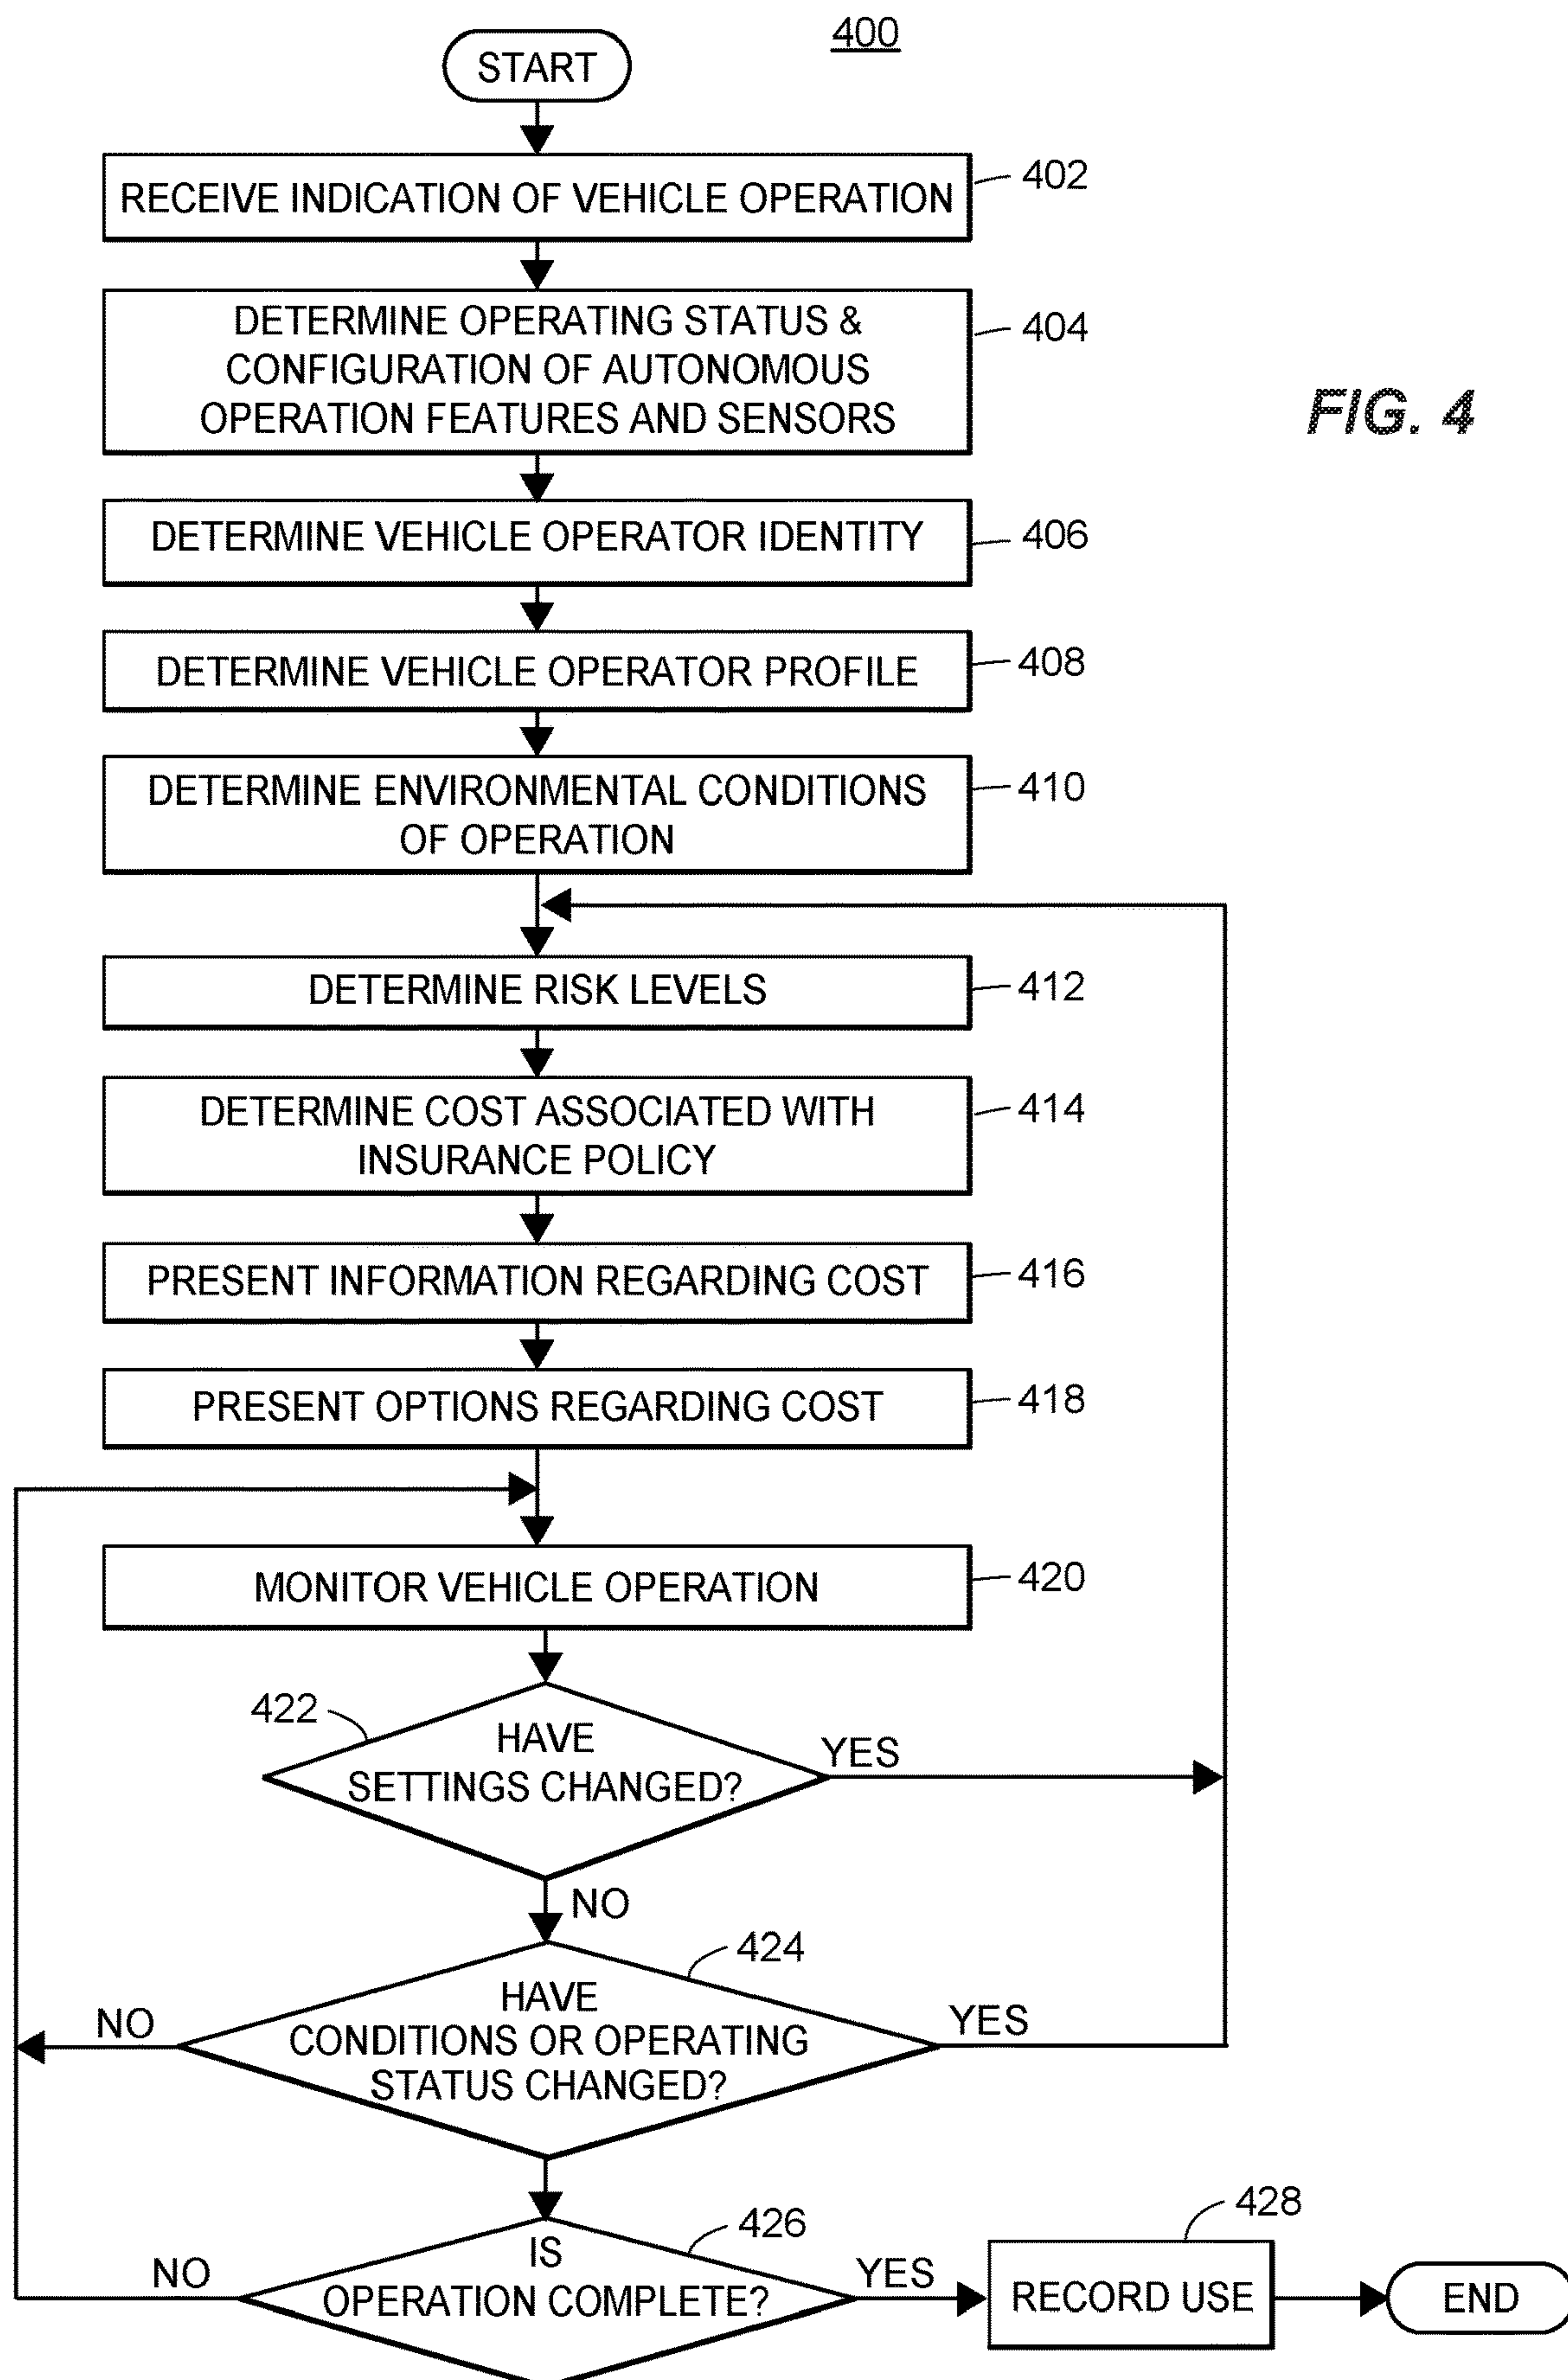 400
START
RECEIVE INDICATION OF VEHICLE OPERATION
402
DETERMINE OPERATING STATUS &
CONFIGURATION OF AUTONOMOUS
OPERATION FEATURES AND SENSORS
404
FIG. 4
DETERMINE VEHICLE OPERATOR IDENTITY
406
DETERMINE VEHICLE OPERATOR PROFILE
408
DETERMINE ENVIRONMENTAL CONDITIONS
OF OPERATION
410
DETERMINE RISK LEVELS
412
DETERMINE COST ASSOCIATED WITH
INSURANCE POLICY
414
PRESENT INFORMATION REGARDING COST
416
PRESENT OPTIONS REGARDING COST
418
MONITOR VEHICLE OPERATION
420
422
HAVE
SETTINGS CHANGED?
YES
NO
424
HAVE
CONDITIONS OR OPERATING
STATUS CHANGED?
NO
YES
426
IS
OPERATION COMPLETE?
NO
YES
428
RECORD USE
END